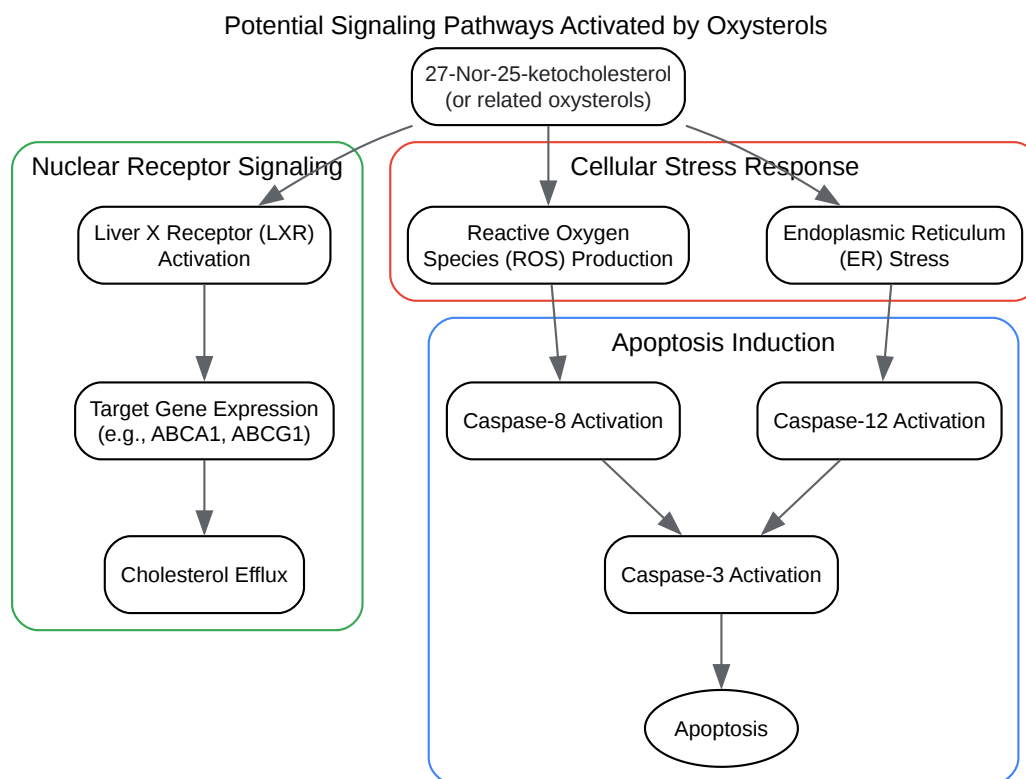 Potential Signaling Pathways Activated by Oxysterols
27-Nor-25-ketocholesterol
(or related oxysterols)
Nuclear Receptor Signaling
Cellular Stress Response
Liver X Receptor (LXR)
Activation
Reactive Oxygen
Species (ROS) Production
Endoplasmic Reticulum
(ER) Stress
Apoptosis Induction
Target Gene Expression
(e.g., ABCA1, ABCG1)
Caspase-8 Activation
Caspase-12 Activation
Cholesterol Efflux
Caspase-3 Activation
Apoptosis